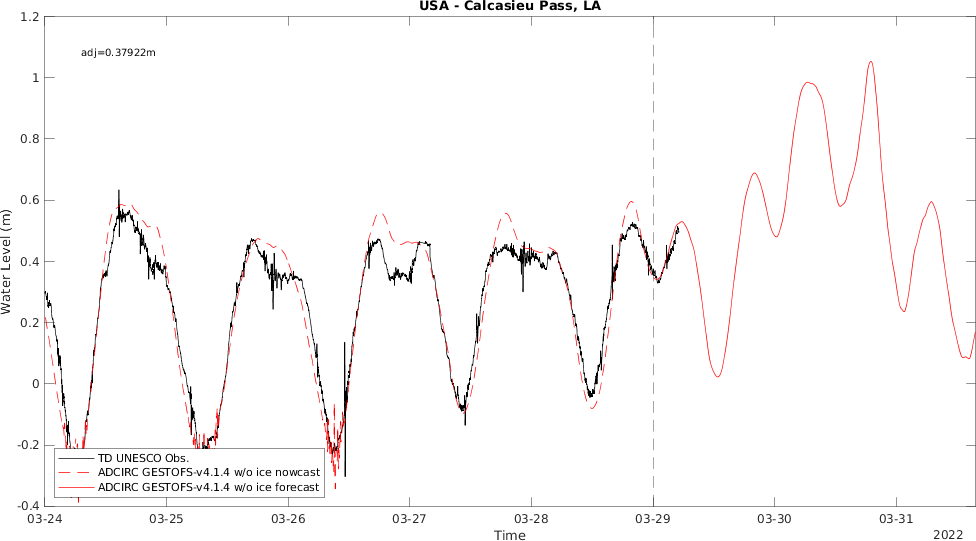 USA - Calcasieu Pass, LA
adj=0.37922m
1.2
1
0.8
0.6
0.4
0.2
0
-0.2
-0.4
Water Level (m)
TD UNESCO Obs.
ADCIRC GESTOFS-v4.1.4 w/o ice nowcast
ADCIRC GESTOFS-v4.1.4 w/o ice forecast
03-24 03-25 03-26 03-27 03-28 03-29 03-30 03-31
Time
2022